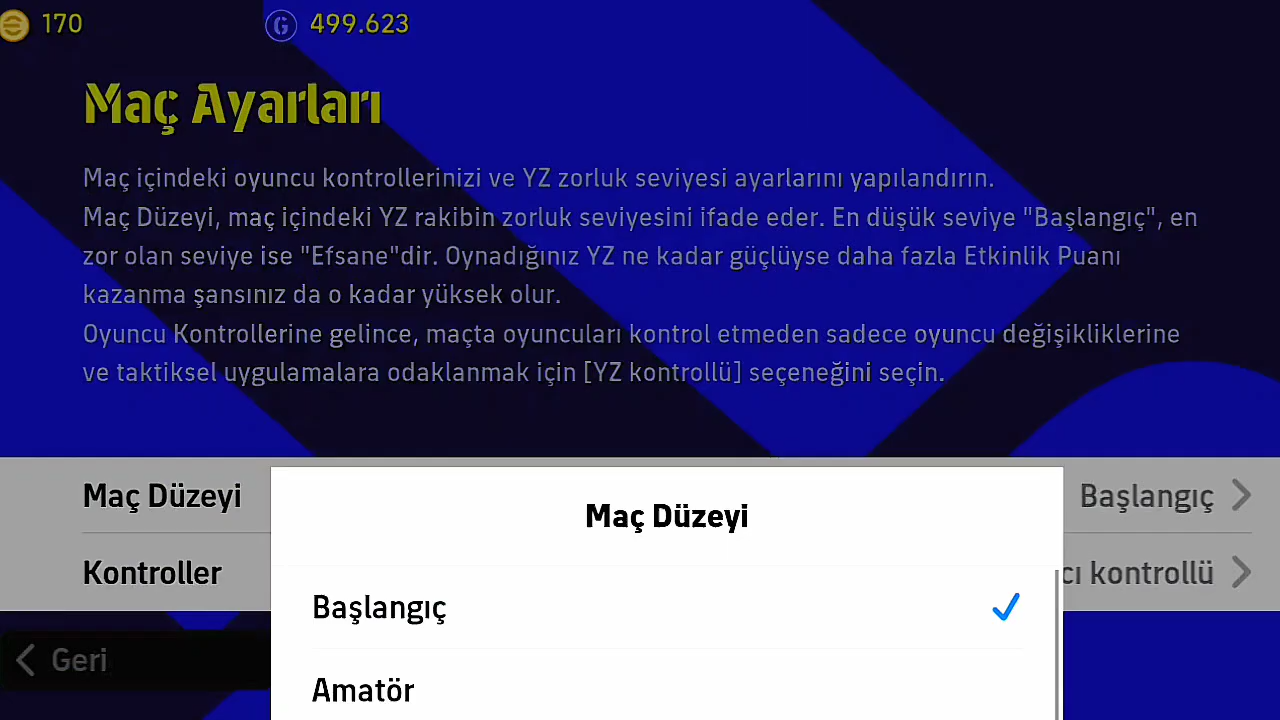 170
499.623
Maç Ayarları
Maç içindeki oyuncu kontrollerinizi ve YZ zorluk seviyesi ayarlarını yapılandırın.
Maç Düzeyi, maç içindeki YZ rakibin zorluk seviyesini ifade eder. En düşük seviye "Başlangıç", en
zor olan seviye ise "Efsane"dir. Oynadığınız YZ ne kadar güçlüyse daha fazla Etkinlik Puanı
kazanma şansınız da o kadar yüksek olur.
Oyuncu Kontrollerine gelince, maçta oyuncuları kontrol etmeden sadece oyuncu değişikliklerine
ve taktiksel uygulamalara odaklanmak için [YZ kontrollü] seçeneğini seçin.
Maç Düzeyi
Başlangıç
Kontroller
cı kontrollü
Maç Düzeyi
Başlangıç
Amatör
Geri